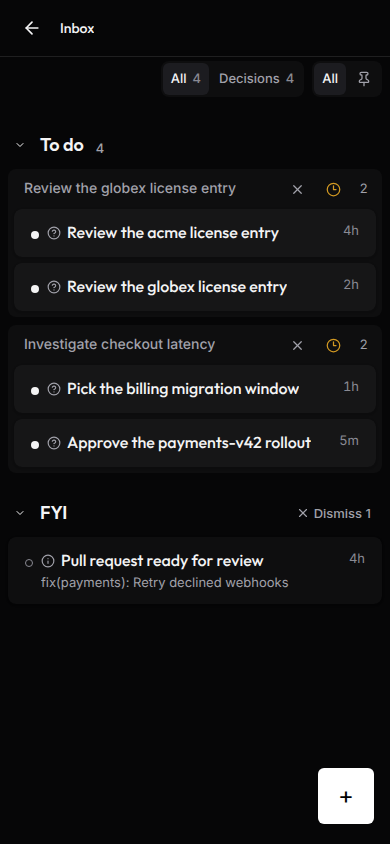 Inbox
All 4 Decisions 4 All
To do 4
Review the globex license entry 2
Review the acme license entry 4h
Review the globex license entry 2h
Investigate checkout latency 2
Pick the billing migration window 1h
Approve the payments-v42 rollout 5m
FYI Dismiss 1
Pull request ready for review 4h
fix(payments): Retry declined webhooks